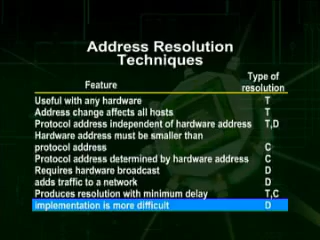 Address Resolution
Techniques
Feature Type of
resolution
Useful with any hardware T
Address change affects all hosts T
Protocol address independent of hardware address T,D
Hardware address must be smaller than
protocol address C
Protocol address determined by hardware address C
Requires hardware broadcast D
adds traffic to a network D
Produces resolution with minimum delay T,C
implementation is more difficult D